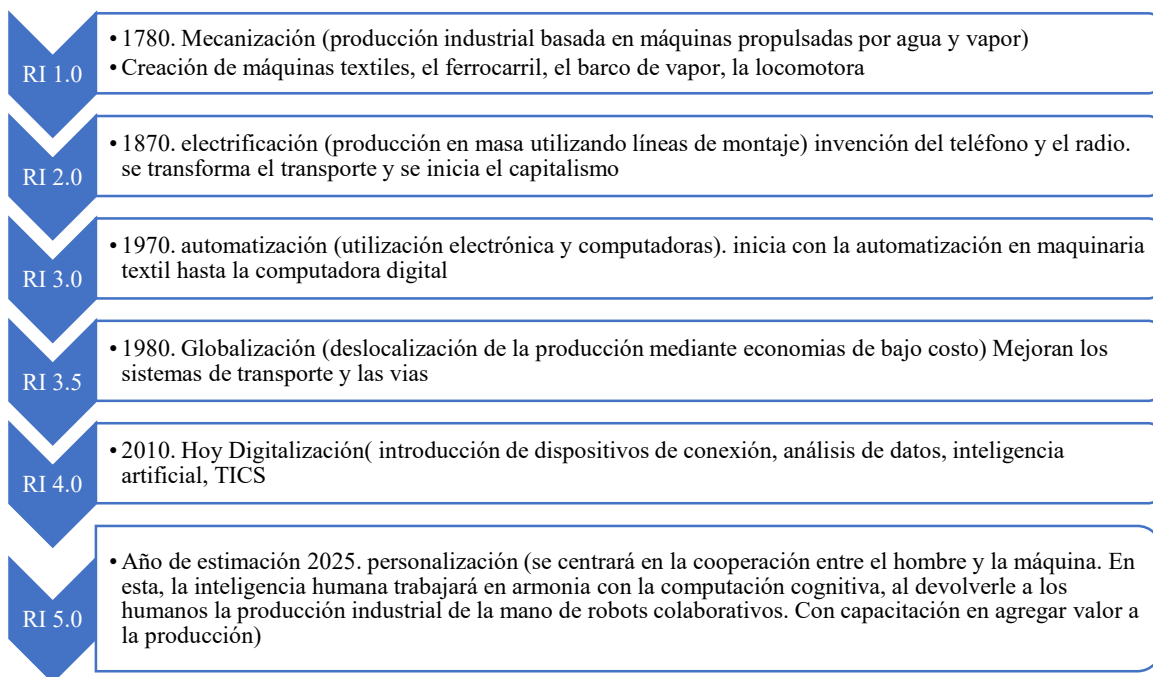 RI 1.0
• 1780. Mecanización (producción industrial basada en máquinas propulsadas por agua y vapor)
• Creación de máquinas textiles, el ferrocarril, el barco de vapor, la locomotora
RI 2.0
• 1870. electrificación (producción en masa utilizando líneas de montaje) invención del teléfono y el radio.
se transforma el transporte y se inicia el capitalismo
RI 3.0
• 1970. automatización (utilización electrónica y computadoras). inicia con la automatización en maquinaria
textil hasta la computadora digital
RI 3.5
• 1980. Globalización (deslocalización de la producción mediante economias de bajo costo) Mejoran los
sistemas de transporte y las vias
RI 4.0
• 2010. Hoy Digitalización( introducción de dispositivos de conexión, análisis de datos, inteligencia
artificial, TICS
RI 5.0
• Año de estimación 2025. personalización (se centrará en la cooperación entre el hombre y la máquina. En
esta, la inteligencia humana trabajará en armonia con la computación cognitiva, al devolverle a los
humanos la producción industrial de la mano de robots colaborativos. Con capacitación en agregar valor a
la producción)